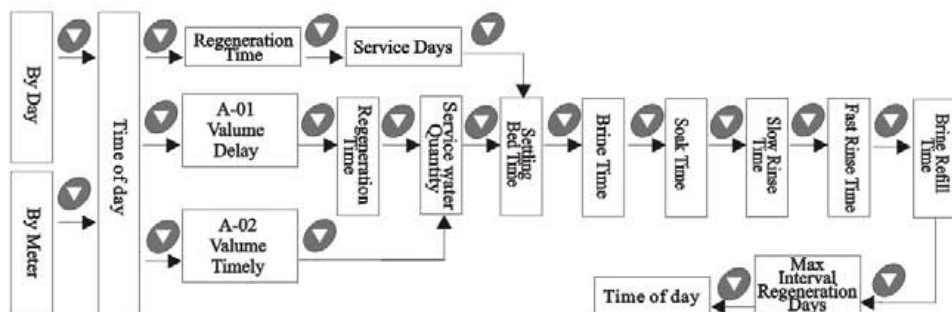 By Day
By Meter
Time of day
Regeneration
Time
Service Days
A-01
Valume
Delay
Regeneration
Time
Service water
Quantity
Settling
Bed Time
Brine Time
Soak Time
Slow Rinse
Time
Fast Rinse Time
Brine Refill
Time
A-02
Valume
Timely
Max
Interval
Regeneration
Days
Time of day